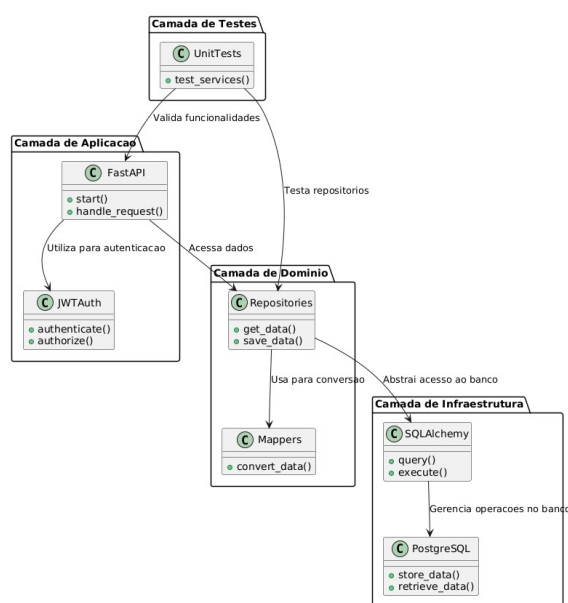 Camada de Testes
C UnitTests
test_services()
Valida funcionalidades
Camada de Aplicacao
C FastAPI
start()
handle_request()
Testa repositorios
Utiliza para autenticacao
Acessa dados
Camada de Dominio
C JWTAuth
authenticate()
authorize()
C Repositories
get_data()
save_data()
Usa para conversao
Abstrai acesso ao banco
Camada de Infraestrutura
C Mappers
convert_data()
C SQLAlchemy
query()
execute()
Gerencia operacoes no banco
C PostgreSQL
store_data()
retrieve_data()